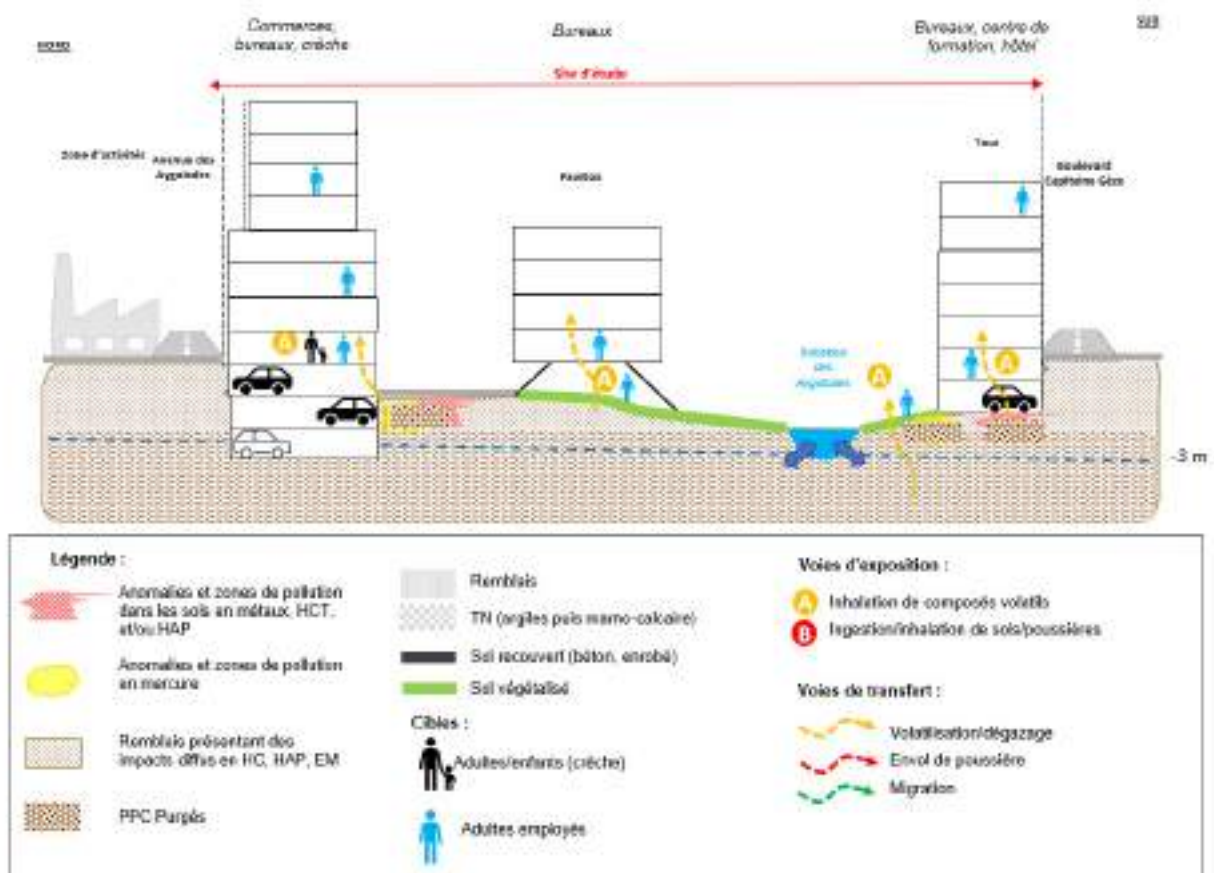 Commerces,
bureaux, crèche
Bureaux
Bureaux, centre de
formation, hôtel
NORD
SUD
Site d'étude
Zone d'activités
Avenue des
Aygalades
Pavillon
Tour
Boulevard
Capitaine Gèze
A
A
Ruisseau
des
Aygalades
A
A
-3 m
Légende :
Anomalies et zones de pollution
dans les sols en métaux, HCT,
et/ou HAP
Anomalies et zones de pollution
en mercure
Remblais présentant des
impacts diffus en HC, HAP, EM
PPC Purgés
Remblais
TN (argiles puis marno-calcaire)
Sol recouvert (béton, enrobé)
Sol végétalisé
Cibles :
Adultes/enfants (crèche)
Adultes employés
Voies d'exposition :
A Inhalation de composés volatils
B Ingestion/inhalation de sols/poussières
Voies de transfert :
Volatilisation/dégazage
Envol de poussière
Migration